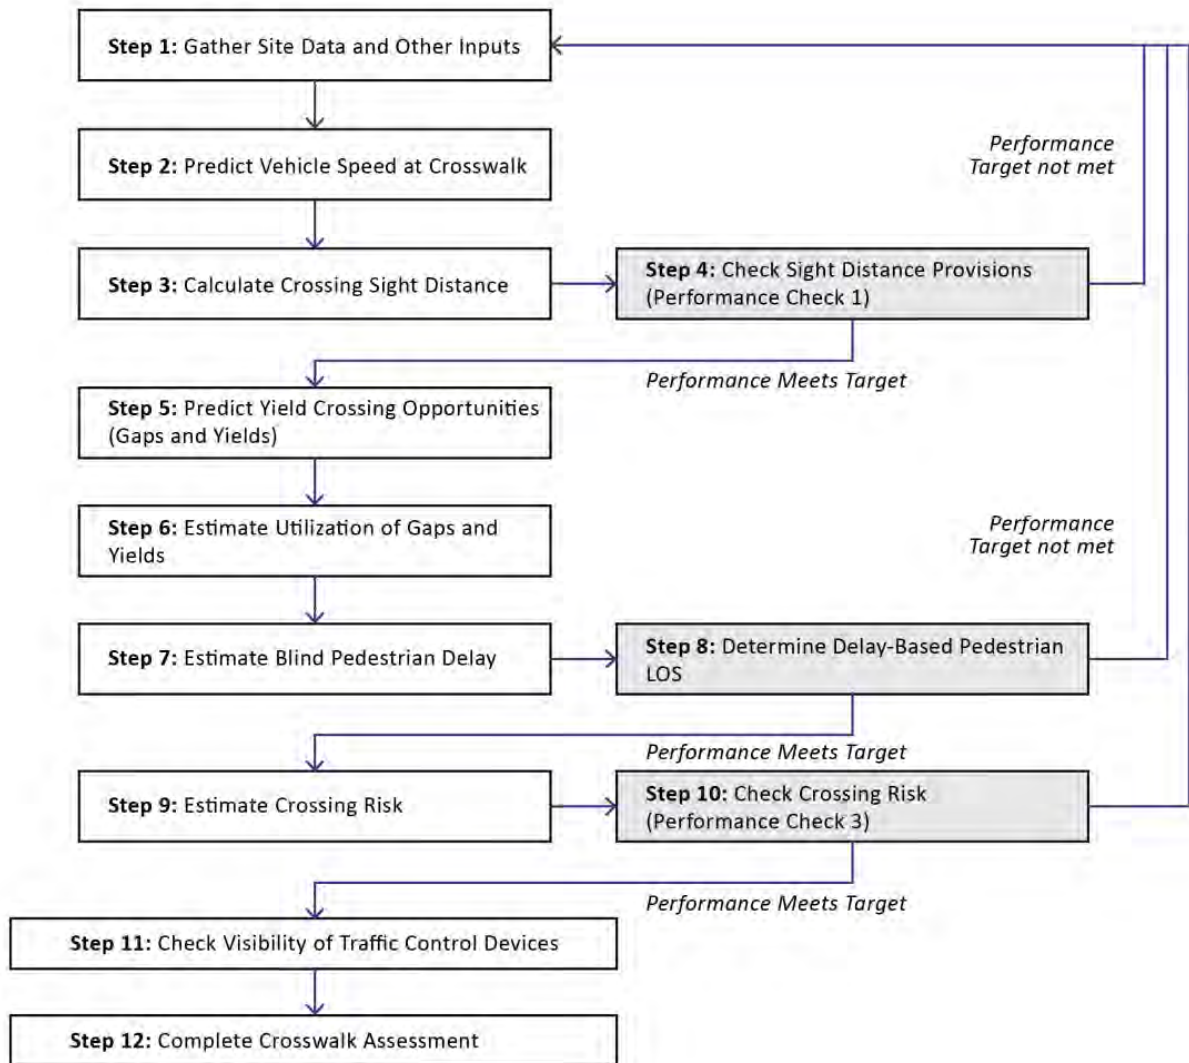 Step 1: Gather Site Data and Other Inputs
Performance
Target not met
Step 2: Predict Vehicle Speed at Crosswalk
Step 3: Calculate Crossing Sight Distance
Step 4: Check Sight Distance Provisions
(Performance Check 1)
Performance Meets Target
Step 5: Predict Yield Crossing Opportunities
(Gaps and Yields)
Step 6: Estimate Utilization of Gaps and
Yields
Performance
Target not met
Step 7: Estimate Blind Pedestrian Delay
Step 8: Determine Delay-Based Pedestrian
LOS
Performance Meets Target
Step 9: Estimate Crossing Risk
Step 10: Check Crossing Risk
(Performance Check 3)
Performance Meets Target
Step 11: Check Visibility of Traffic Control Devices
Step 12: Complete Crosswalk Assessment